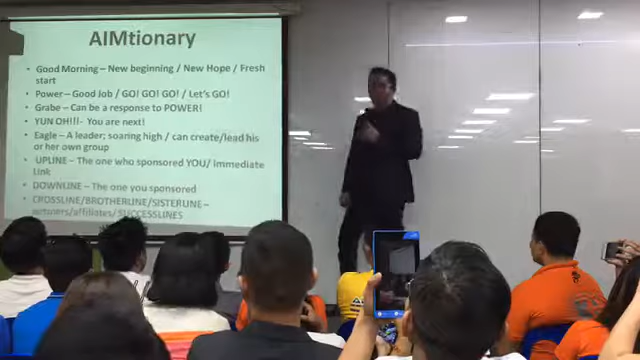 AIMtionary
• Good Morning – New beginning / New Hope / Fresh
start
• Power – Good Job / GO! GO! GO! / Let's GO!
• Grabe – Can be a response to POWER!
• YUN OH!!!- You are next!
• Eagle – A leader; soaring high / can create/lead his
or her own group
• UPLINE – The one who sponsored YOU/ immediate
Link
• DOWNLINE – The one you sponsored
• CROSSLINE/BROTHERLINE/SISTERLINE –
partners/affiliates/SUCCESSLINES